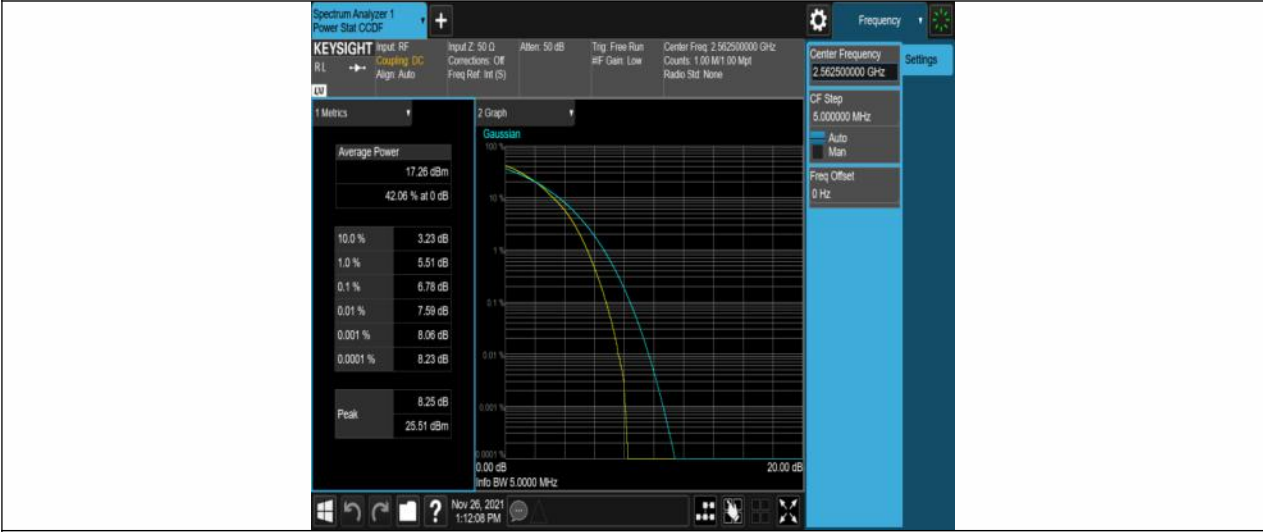 Spectrum Analyzer 1
Power Stat CCDF
Frequency
KEYSIGHT
RL
LXI
Input: RF
Coupling: DC
Align: Auto
Input Z: 50 Ω
Corrections: Off
Freq Ref: Int (S)
Atten: 50 dB
Trig: Free Run
#IF Gain: Low
Center Freq: 2.562500000 GHz
Counts: 1.00 M/1.00 Mpt
Radio Std: None
Center Frequency
2.562500000 GHz
Settings
CF Step
5.000000 MHz
Auto
Man
Freq Offset
0 Hz
1 Metrics
Average Power
17.26 dBm
42.06 % at 0 dB
10.0 % 3.23 dB
1.0 % 5.51 dB
0.1 % 6.78 dB
0.01 % 7.59 dB
0.001 % 8.06 dB
0.0001 % 8.23 dB
Peak
8.25 dB
25.51 dBm
2 Graph
Gaussian
100 %
10 %
1 %
0.1 %
0.01 %
0.001 %
0.0001 %
0.00 dB 20.00 dB
Info BW 5.0000 MHz
?
Nov 26, 2021
1:12:08 PM